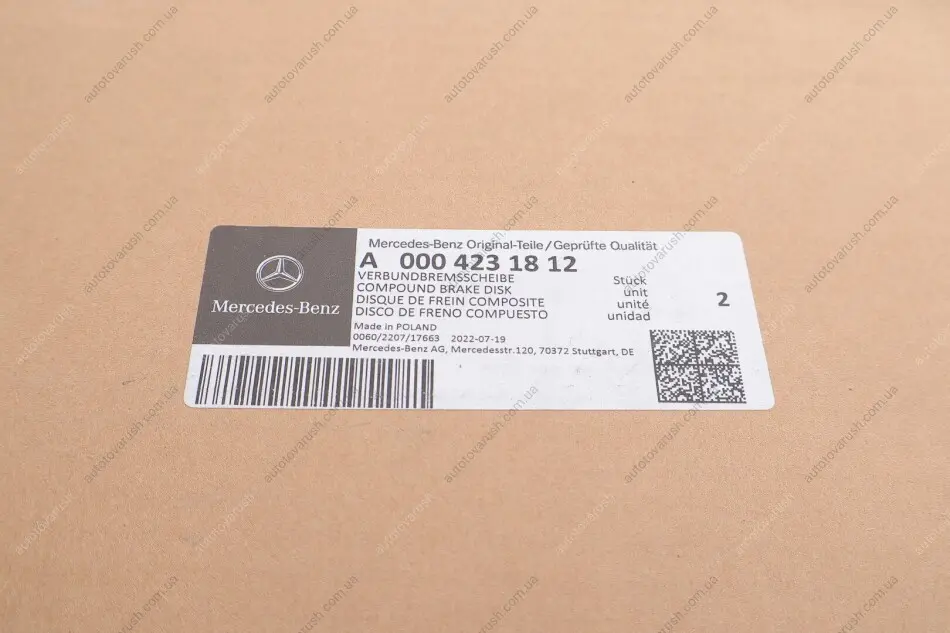 Mercedes-Benz Original-Teile/Geprüfte Qualität
A 000 423 18 12
VERBUNDBREMSSCHEIBE
COMPOUND BRAKE DISK
DISQUE DE FREIN COMPOSITE
DISCO DE FRENO COMPUESTO
Stück
unit
unité
unidad
2
Mercedes-Benz
Made in POLAND
0060/2207/17663 2022-07-19
Mercedes-Benz AG, Mercedesstr.120, 70372 Stuttgart, DE
autotovarush.com.ua